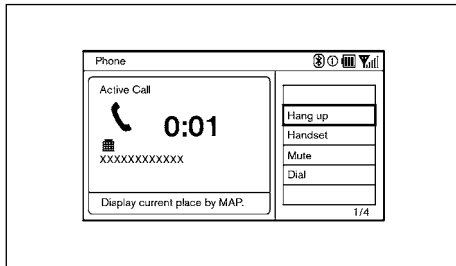 Phone
Active Call
0:01
XXXXXXXXXXXX
Display current place by MAP.
Hang up
Handset
Mute
Dial
1/4